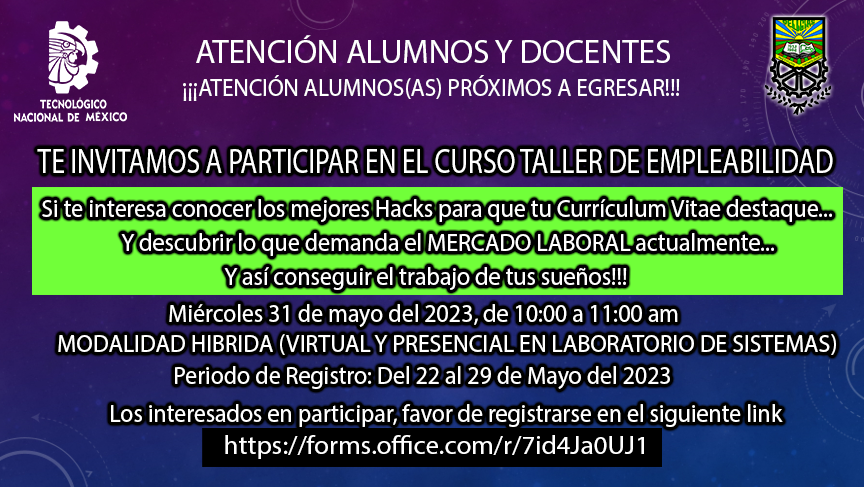 TECNOLÓGICO
NACIONAL DE MÉXICO
ATENCIÓN ALUMNOS Y DOCENTES
¡¡¡ATENCIÓN ALUMNOS(AS) PRÓXIMOS A EGRESAR!!!
TE INVITAMOS A PARTICIPAR EN EL CURSO TALLER DE EMPLEABILIDAD
Si te interesa conocer los mejores Hacks para que tu Currículum Vitae destaque...
Y descubrir lo que demanda el MERCADO LABORAL actualmente...
Y así conseguir el trabajo de tus sueños!!!
Miércoles 31 de mayo del 2023, de 10:00 a 11:00 am
MODALIDAD HIBRIDA (VIRTUAL Y PRESENCIAL EN LABORATORIO DE SISTEMAS)
Periodo de Registro: Del 22 al 29 de Mayo del 2023
Los interesados en participar, favor de registrarse en el siguiente link
https://forms.office.com/r/7id4Ja0UJ1